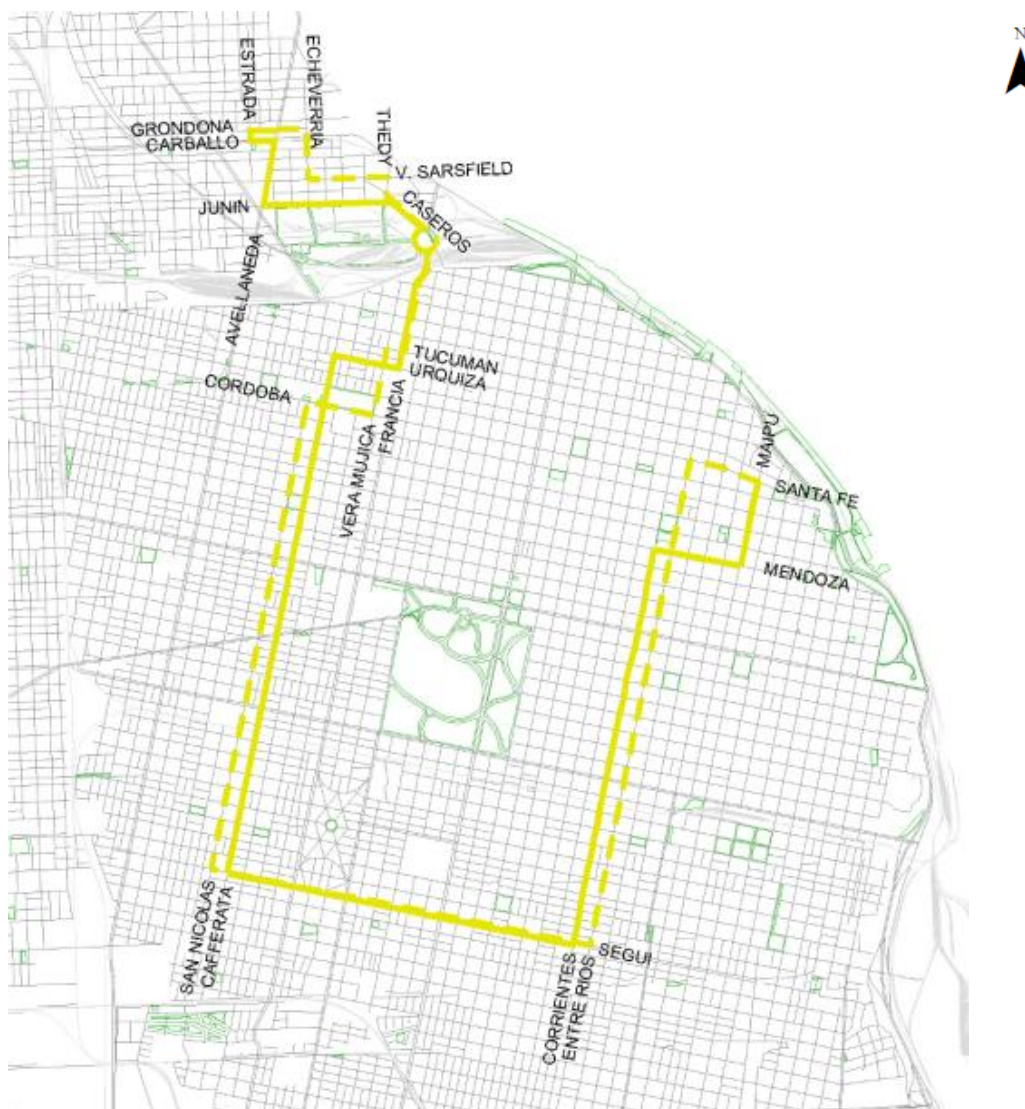 N
ESTRADA
ECHEVERRIA
THEDY
GRONDONA
CARBALLO
V. SARSFIELD
JUNIN
CASEROS
AVELLANEDA
TUCUMAN
URQUIZA
CORDOBA
VERA MUJICA
FRANCIA
MAIPU
SANTA FE
MENDOZA
SAN NICOLAS
CAFFERATA
SEGUI
CORRIENTES
ENTRE RIOS